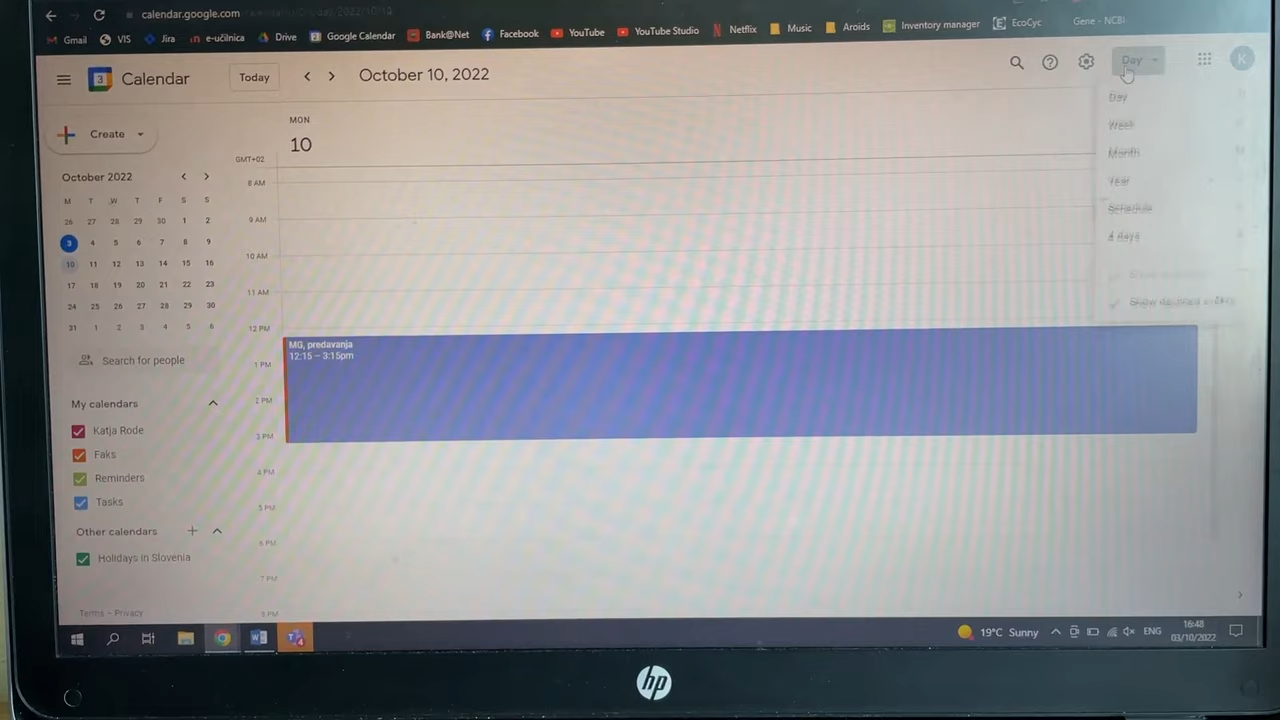 calendar.google.com
Gmail VIS Jira e-učilnica Drive Google Calendar Bank@Net Facebook YouTube YouTube Studio Netflix Music Aroids Inventory manager EcoCyc Gene - NCBI
3 Calendar Today October 10, 2022 Day K
Create
October 2022
M T W T F S S
26 27 28 29 30 1 2
3 4 5 6 7 8 9
10 11 12 13 14 15 16
17 18 19 20 21 22 23
24 25 26 27 28 29 30
31 1 2 3 4 5 6
Search for people
My calendars
Katja Rode
Faks
Reminders
Tasks
Other calendars
Holidays in Slovenia
Terms – Privacy
MON
10
GMT+02
8 AM
9 AM
10 AM
11 AM
12 PM
1 PM
2 PM
3 PM
4 PM
5 PM
6 PM
7 PM
8 PM
MG, predavanja
12:15 – 3:15pm
Day
Week
Month
Year
Schedule
4 days
19°C Sunny ENG 16:48
03/10/2022
hp